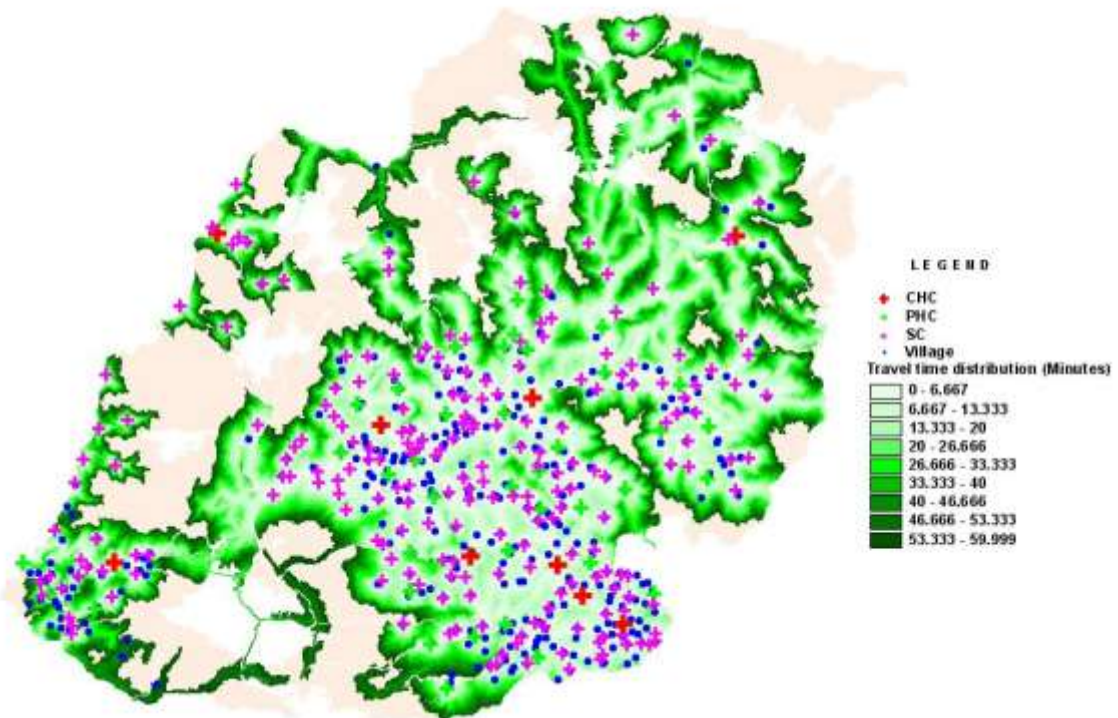 L E G E N D
CHC
PHC
SC
Village
Travel time distribution (Minutes)
0 - 6.667
6.667 - 13.333
13.333 - 20
20 - 26.666
26.666 - 33.333
33.333 - 40
40 - 46.666
46.666 - 53.333
53.333 - 59.999